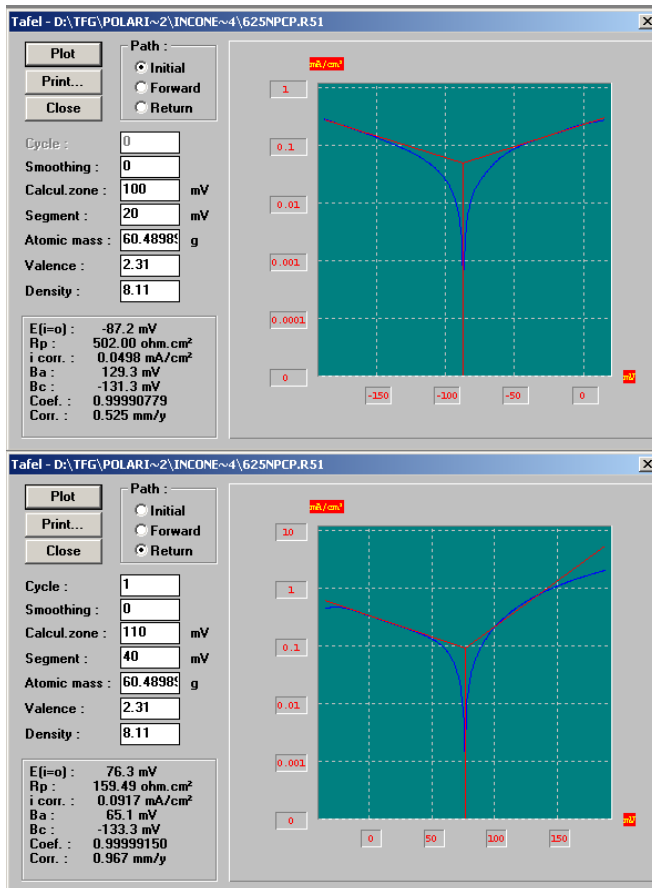 Tafel - D:\TFG\POLARI~2\INCONE~4\625NPCP.R51
Plot
Print...
Close
Path :
Initial
Forward
Return
Cycle : 0
Smoothing : 0
Calcul.zone : 100 mV
Segment : 20 mV
Atomic mass : 60.48989 g
Valence : 2.31
Density : 8.11
E(i=o) : -87.2 mV
Rp : 502.00 ohm.cm²
i corr. : 0.0498 mA/cm²
Ba : 129.3 mV
Bc : -131.3 mV
Coef. : 0.99990779
Corr. : 0.525 mm/y
mA/cm²
1
0.1
0.01
0.001
0.0001
0
-150 -100 -50 0
mV
Tafel - D:\TFG\POLARI~2\INCONE~4\625NPCP.R51
Plot
Print...
Close
Path :
Initial
Forward
Return
Cycle : 1
Smoothing : 0
Calcul.zone : 110 mV
Segment : 40 mV
Atomic mass : 60.48989 g
Valence : 2.31
Density : 8.11
E(i=o) : 76.3 mV
Rp : 159.49 ohm.cm²
i corr. : 0.0917 mA/cm²
Ba : 65.1 mV
Bc : -133.3 mV
Coef. : 0.99999150
Corr. : 0.967 mm/y
mA/cm²
10
1
0.1
0.01
0.001
0
0 50 100 150
mV